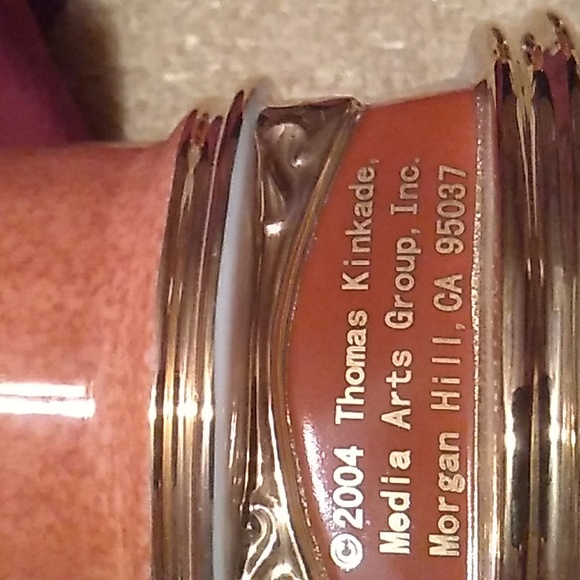 ©2004 Thomas Kinkade,
Media Arts Group, Inc.
Morgan Hill, CA 95037